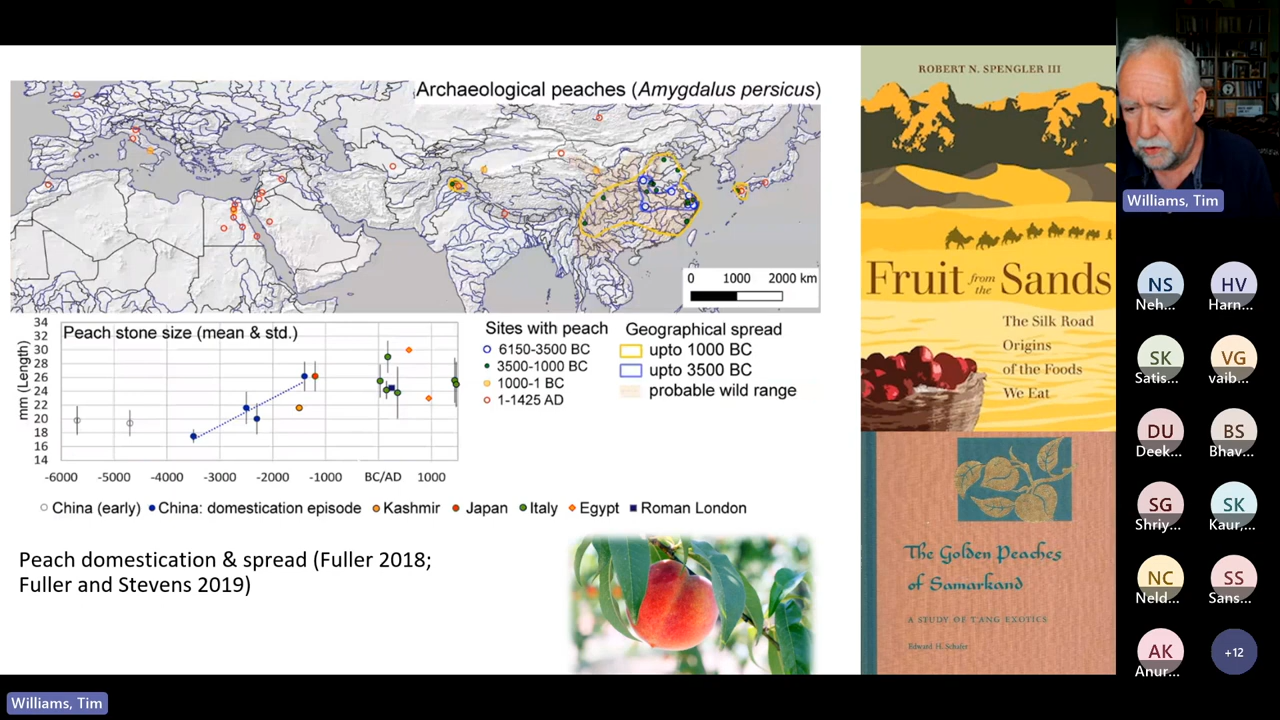 Archaeological peaches (Amygdalus persicus)
0 1000 2000 km
Peach stone size (mean & std.)
mm (Length)
34
32
30
28
26
24
22
20
18
16
14
-6000 -5000 -4000 -3000 -2000 -1000 BC/AD 1000
Sites with peach
6150-3500 BC
3500-1000 BC
1000-1 BC
1-1425 AD
Geographical spread
upto 1000 BC
upto 3500 BC
probable wild range
China (early) China: domestication episode Kashmir Japan Italy Egypt Roman London
Peach domestication & spread (Fuller 2018;
Fuller and Stevens 2019)
ROBERT N. SPENGLER III
Fruit from the Sands
The Silk Road
Origins
of the Foods
We Eat
The Golden Peaches
of Samarkand
A STUDY OF T'ANG EXOTICS
Edward H. Schafer
Williams, Tim
NS HV
Neh... Harn...
SK VG
Satis... vaib...
DU BS
Deek... Bhav...
SG SK
Shriy... Kaur,...
NC SS
Neld... Sans...
AK +12
Anur...
Williams, Tim